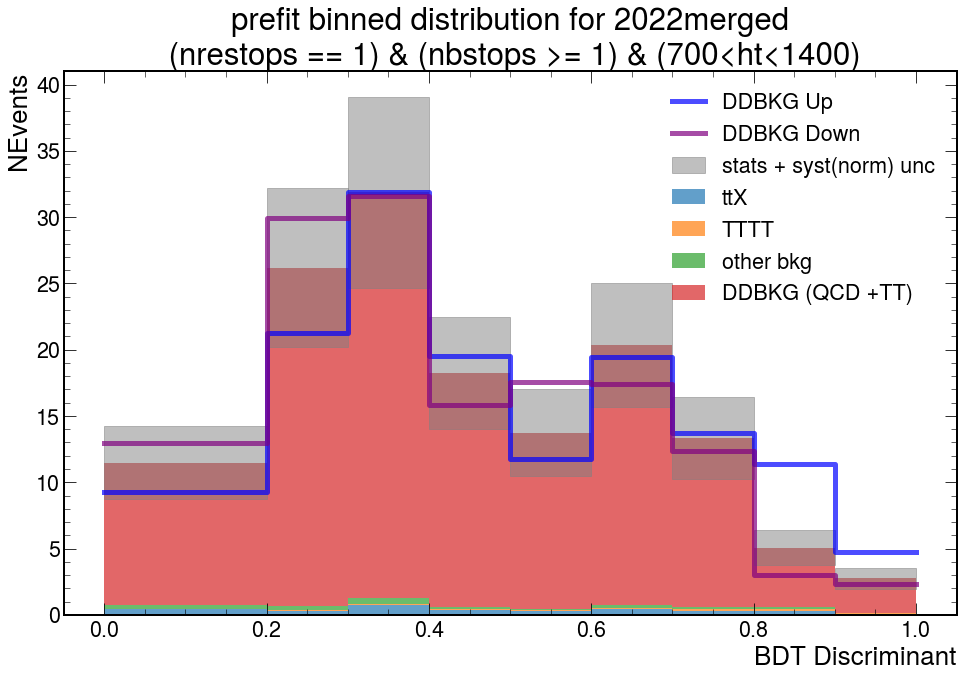 prefit binned distribution for 2022merged
(nrestops == 1) & (nbstops >= 1) & (700<ht<1400)
NEvents
40
35
30
25
20
15
10
5
0
DDBKG Up
DDBKG Down
stats + syst(norm) unc
ttX
TTTT
other bkg
DDBKG (QCD +TT)
0.0 0.2 0.4 0.6 0.8 1.0
BDT Discriminant